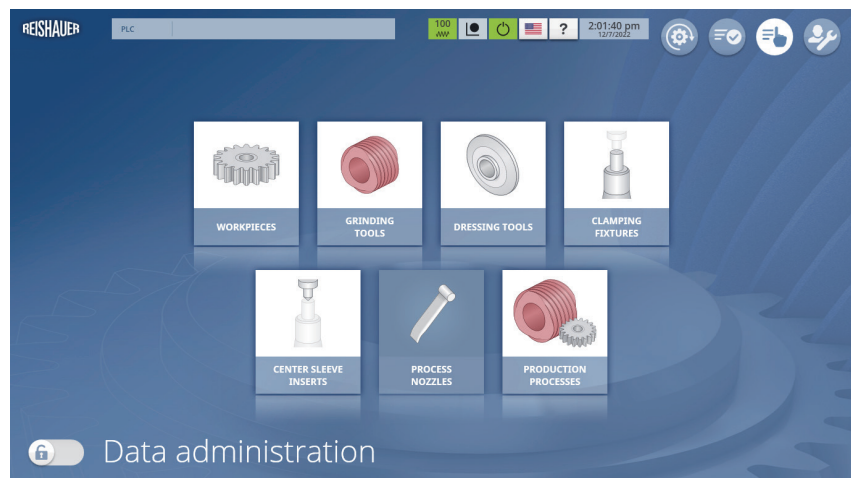 REISHAUER
PLC
100
?
2:01:40 pm
12/7/2022
WORKPIECES
GRINDING
TOOLS
DRESSING TOOLS
CLAMPING
FIXTURES
CENTER SLEEVE
INSERTS
PROCESS
NOZZLES
PRODUCTION
PROCESSES
Data administration